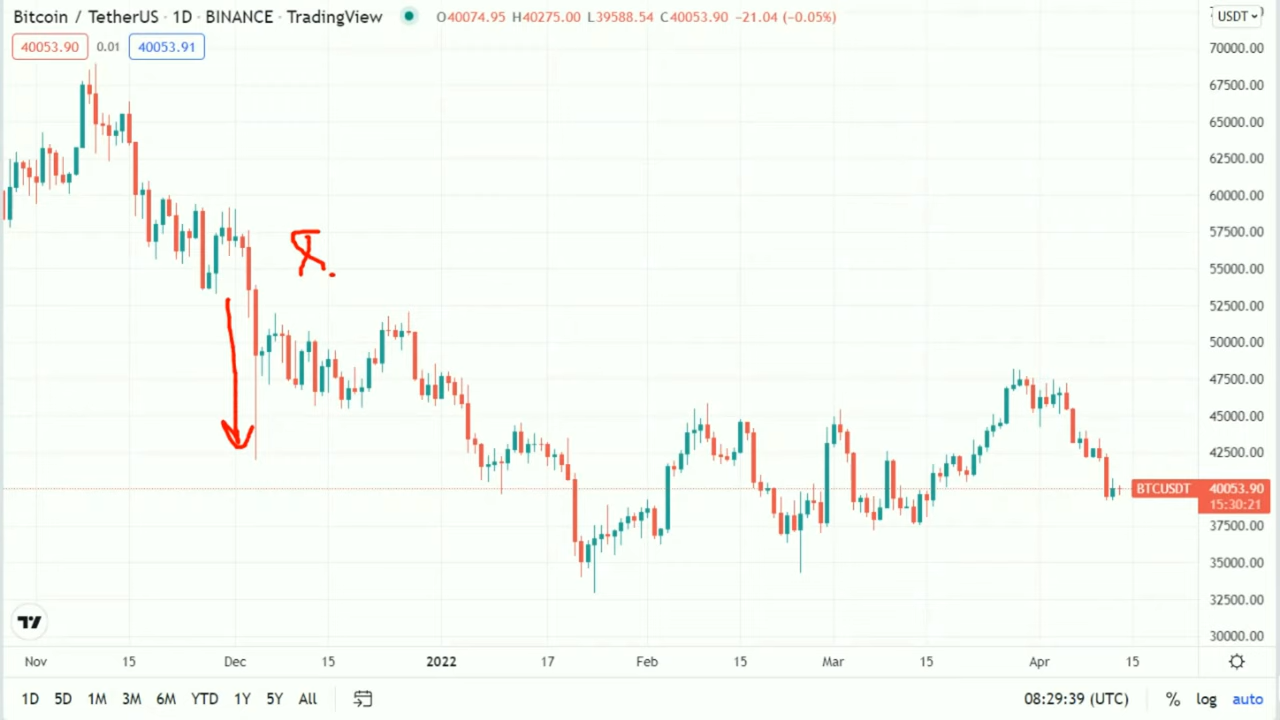 Bitcoin / TetherUS · 1D · BINANCE · TradingView
O40074.95 H40275.00 L39588.54 C40053.90 −21.04 (−0.05%)
USDT
40053.90 0.01 40053.91
70000.00
67500.00
65000.00
62500.00
60000.00
57500.00
55000.00
52500.00
50000.00
47500.00
45000.00
42500.00
BTCUSDT 40053.90
15:30:21
37500.00
35000.00
32500.00
30000.00
Nov 15 Dec 15 2022 17 Feb 15 Mar 15 Apr 15
1D 5D 1M 3M 6M YTD 1Y 5Y All 08:29:39 (UTC) % log auto